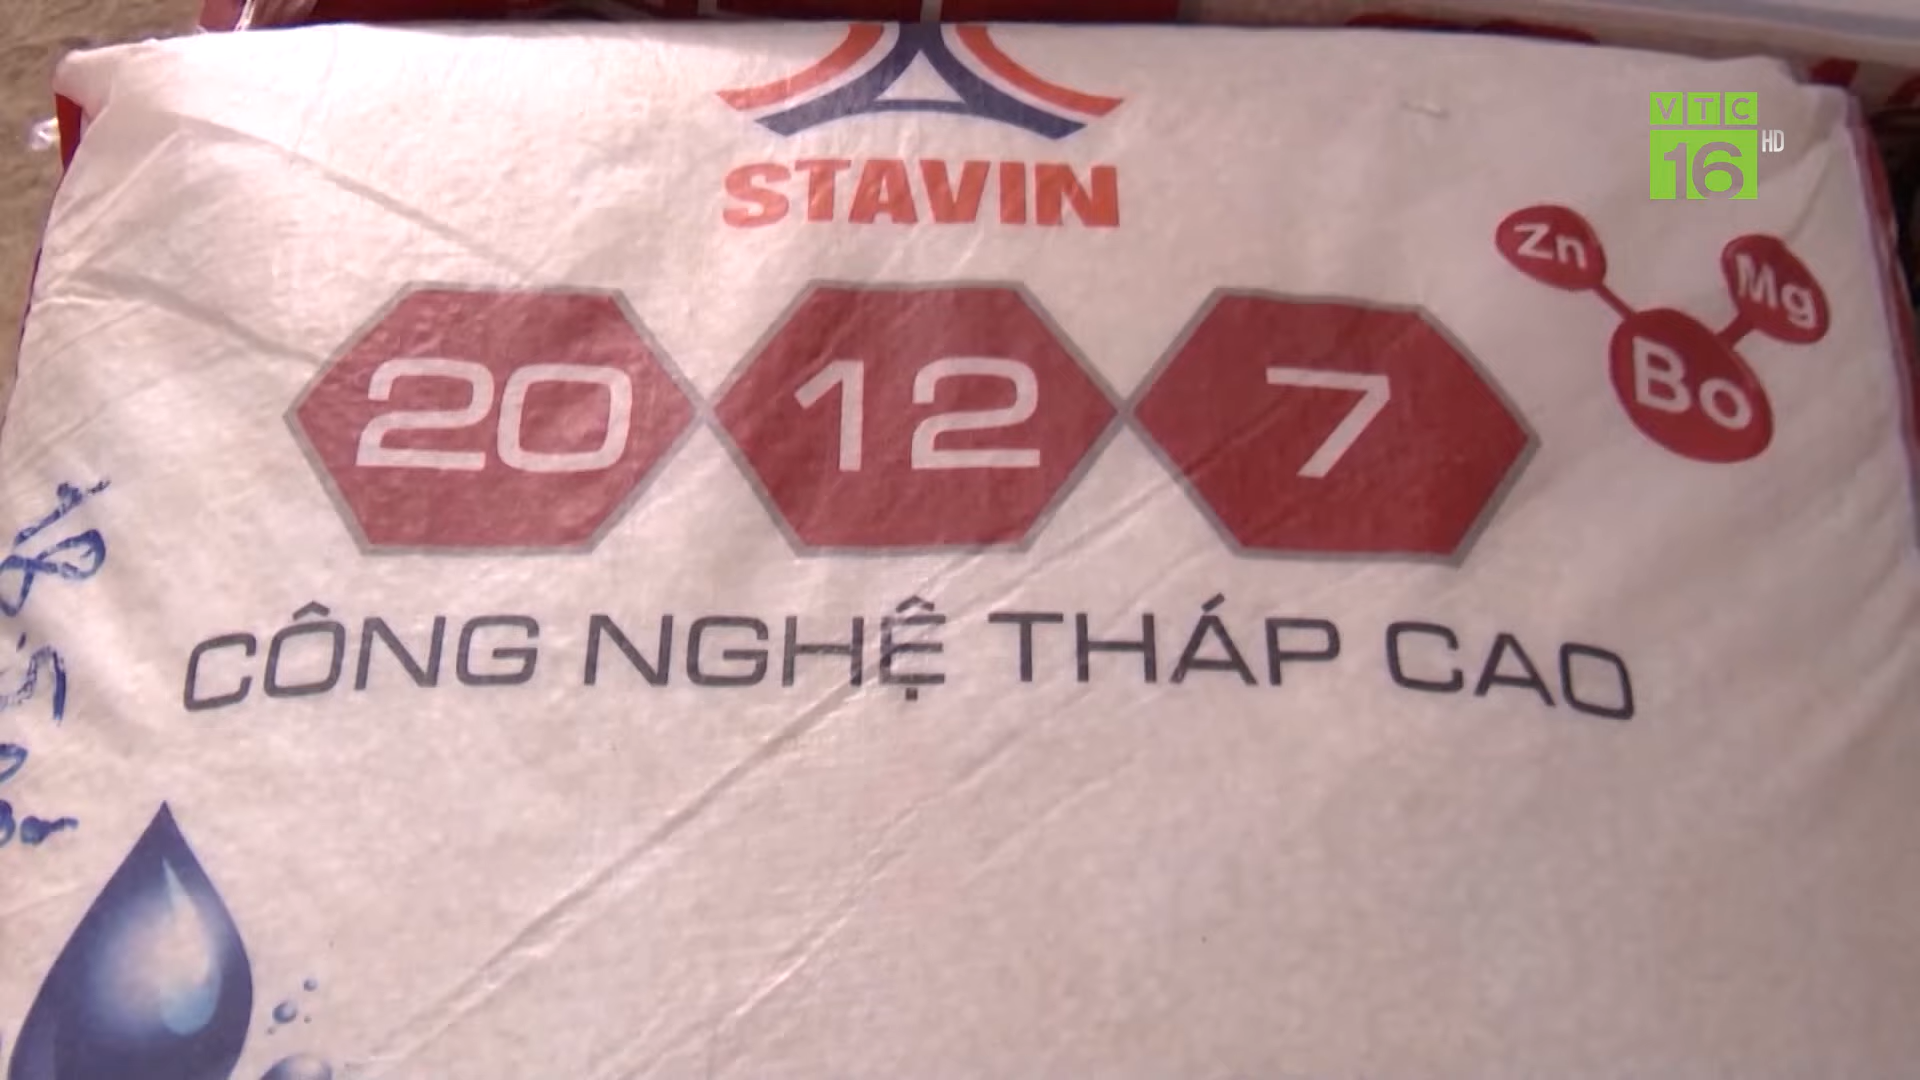 VTC
16 HD
STAVIN
Zn
Mg
Bo
20 12 7
CÔNG NGHỆ THÁP CAO